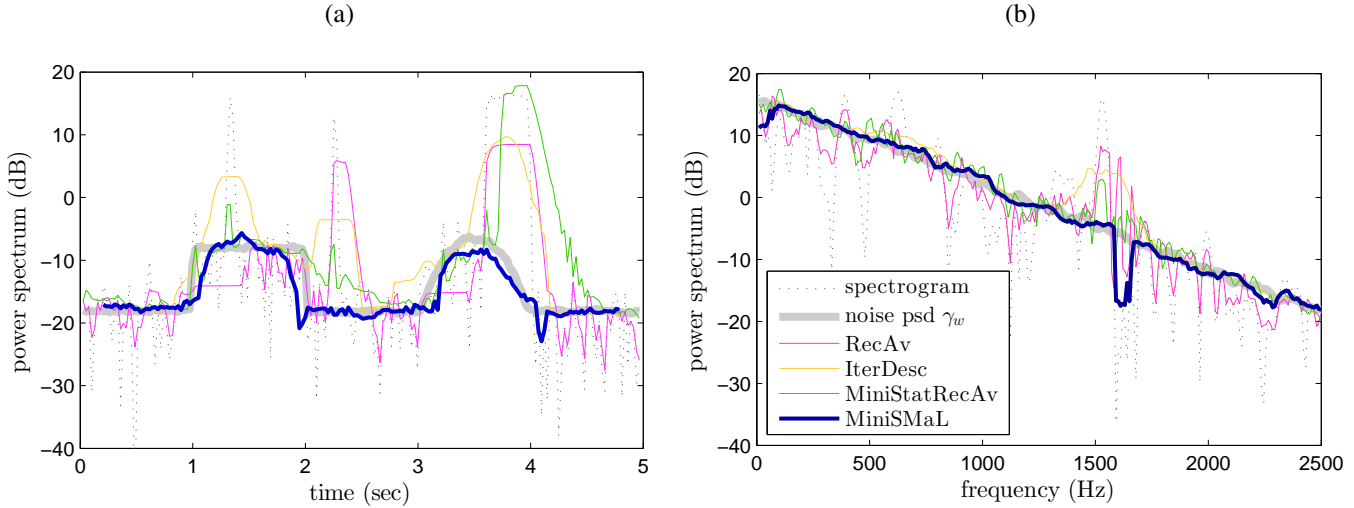 (a)
(b)
20
10
0
−10
−20
−30
−40
power spectrum (dB)
0
1
2
3
4
5
time (sec)
20
10
0
−10
−20
−30
−40
power spectrum (dB)
0
500
1000
1500
2000
2500
frequency (Hz)
spectrogram
noise psd γw
RecAv
IterDesc
MiniStatRecAv
MiniSMaL